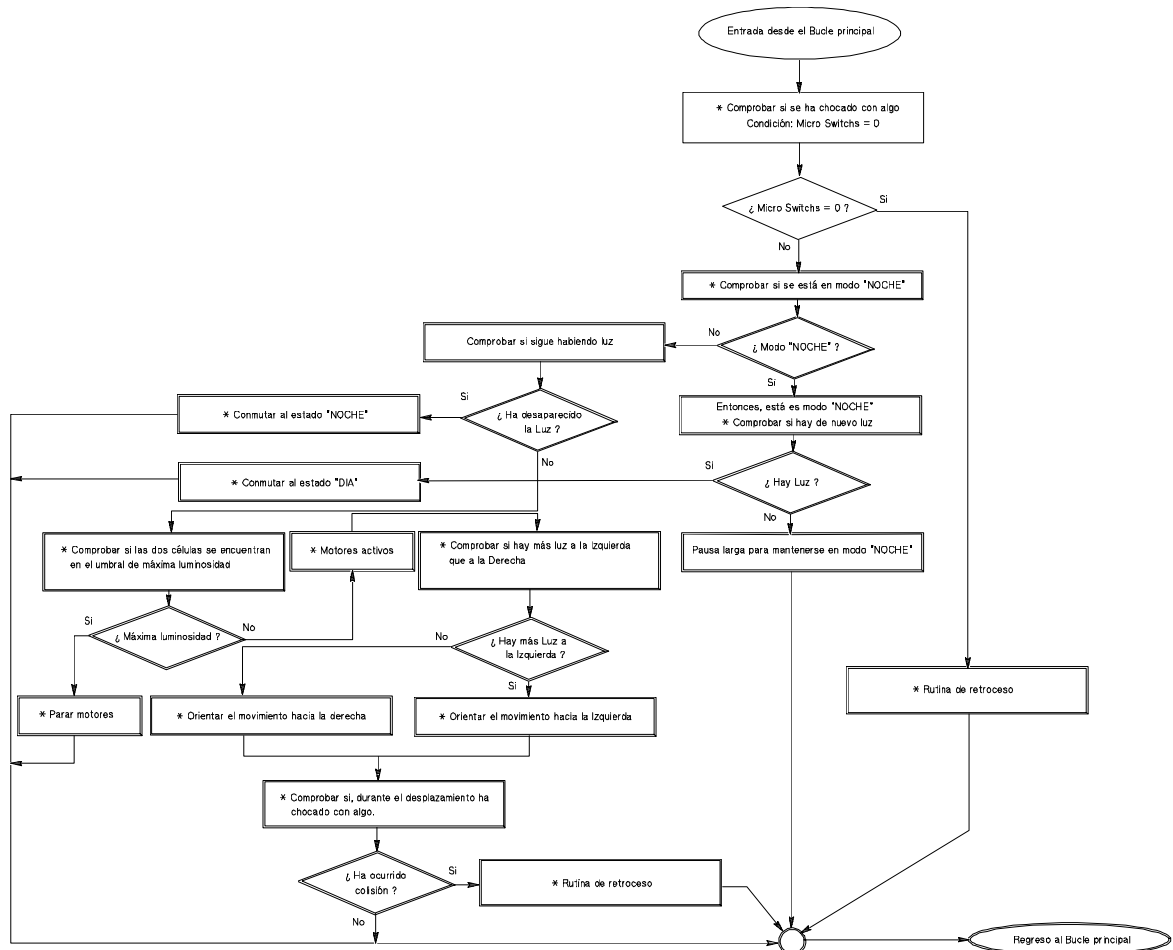 Entrada desde el Bucle principal
* Comprobar si se ha chocado con algo
Condición: Micro Switchs = 0
¿ Micro Switchs = 0 ?
Si
No
* Comprobar si se está en modo "NOCHE"
¿ Modo "NOCHE" ?
No
Si
Comprobar si sigue habiendo luz
Entonces, está es modo "NOCHE"
* Comprobar si hay de nuevo luz
¿ Ha desaparecido
la Luz ?
Si
No
* Conmutar al estado "NOCHE"
¿ Hay Luz ?
Si
No
* Conmutar al estado "DIA"
Pausa larga para mantenerse en modo "NOCHE"
* Comprobar si las dos células se encuentran
en el umbral de máxima luminosidad
* Motores activos
* Comprobar si hay más luz a la Izquierda
que a la Derecha
¿ Máxima luminosidad ?
Si
No
¿ Hay más Luz a
la Izquierda ?
No
Si
* Parar motores
* Orientar el movimiento hacia la derecha
* Orientar el movimiento hacia la Izquierda
* Rutina de retroceso
* Comprobar si, durante el desplazamiento ha
chocado con algo.
¿ Ha ocurrido
colisión ?
Si
No
* Rutina de retroceso
Regreso al Bucle principal